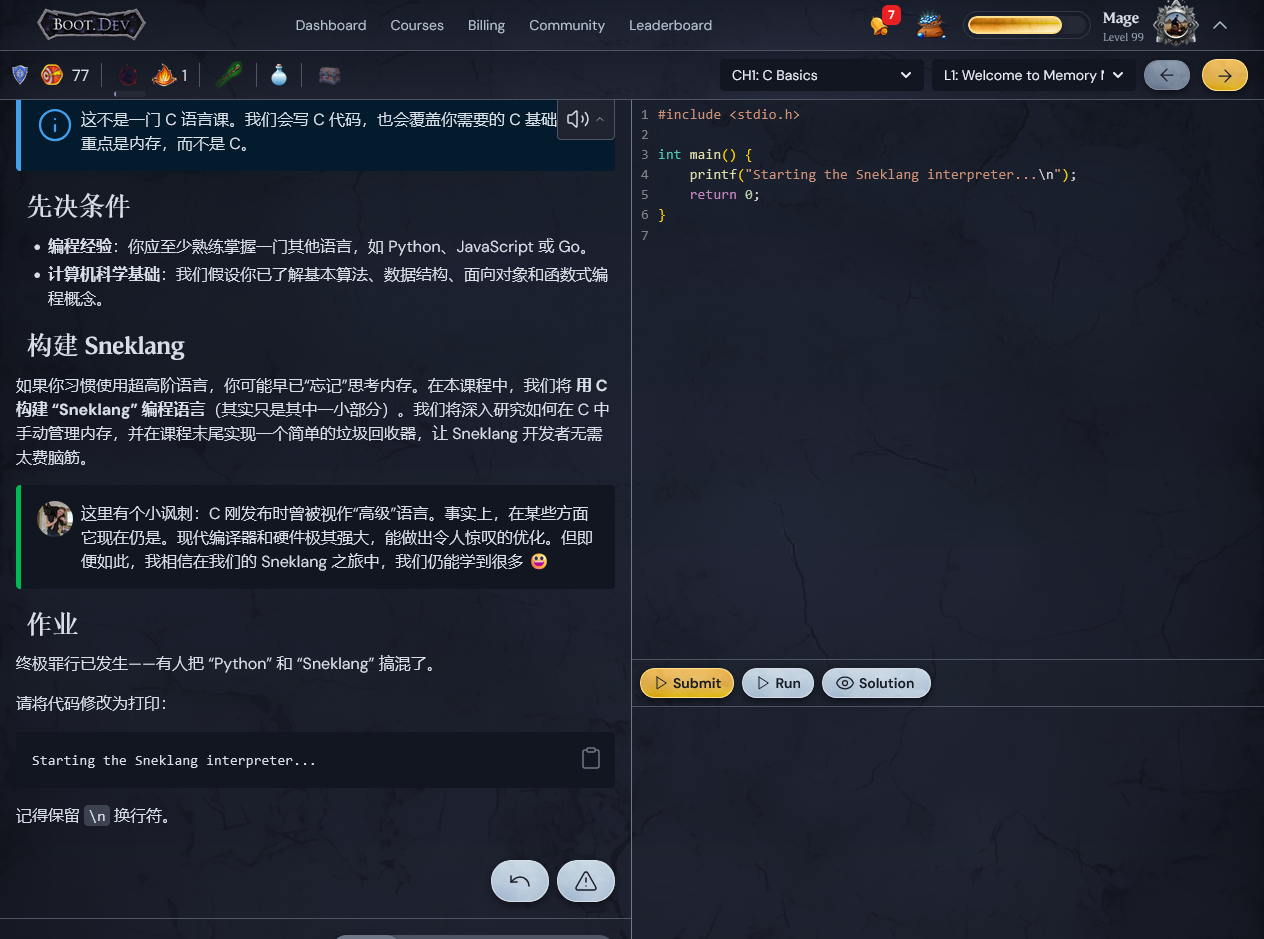 BOOT.DEV
Dashboard
Courses
Billing
Community
Leaderboard
7
Mage
Level 99
77
1
CH1: C Basics
L1: Welcome to Memory
这不是一门 C 语言课。我们会写 C 代码，也会覆盖你需要的 C 基础
重点是内存，而不是 C。
先决条件
• 编程经验：你应至少熟练掌握一门其他语言，如 Python、JavaScript 或 Go。
• 计算机科学基础：我们假设你已了解基本算法、数据结构、面向对象和函数式编
程概念。
构建 Sneklang
如果你习惯使用超高阶语言，你可能早已“忘记”思考内存。在本课程中，我们将 用 C
构建 “Sneklang” 编程语言（其实只是其中一小部分）。我们将深入研究如何在 C 中
手动管理内存，并在课程末尾实现一个简单的垃圾回收器，让 Sneklang 开发者无需
太费脑筋。
这里有个小讽刺：C 刚发布时曾被视作“高级”语言。事实上，在某些方面
它现在仍是。现代编译器和硬件极其强大，能做出令人惊叹的优化。但即
便如此，我相信在我们的 Sneklang 之旅中，我们仍能学到很多 😀
作业
终极罪行已发生——有人把 “Python” 和 “Sneklang” 搞混了。
请将代码修改为打印：
Starting the Sneklang interpreter...
记得保留 \n 换行符。
1 #include <stdio.h>
2
3 int main() {
4     printf("Starting the Sneklang interpreter...\n");
5     return 0;
6 }
7
Submit
Run
Solution